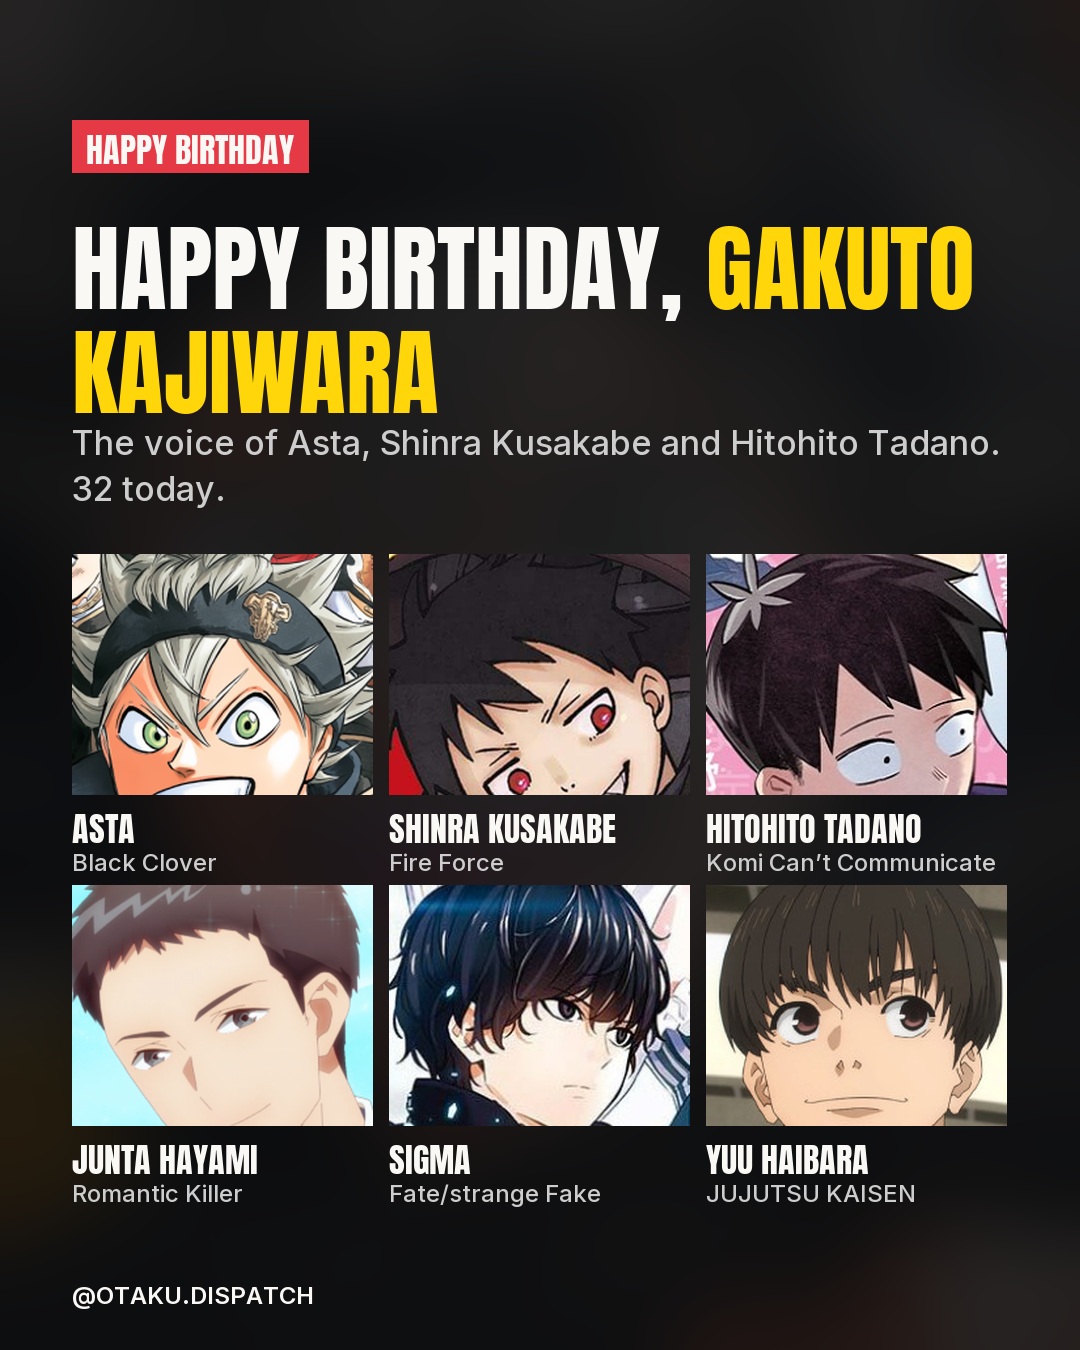 HAPPY BIRTHDAY
HAPPY BIRTHDAY, GAKUTO
KAJIWARA
The voice of Asta, Shinra Kusakabe and Hitohito Tadano.
32 today.
ASTA
Black Clover
SHINRA KUSAKABE
Fire Force
HITOHITO TADANO
Komi Can’t Communicate
JUNTA HAYAMI
Romantic Killer
SIGMA
Fate/strange Fake
YUU HAIBARA
JUJUTSU KAISEN
@OTAKU.DISPATCH